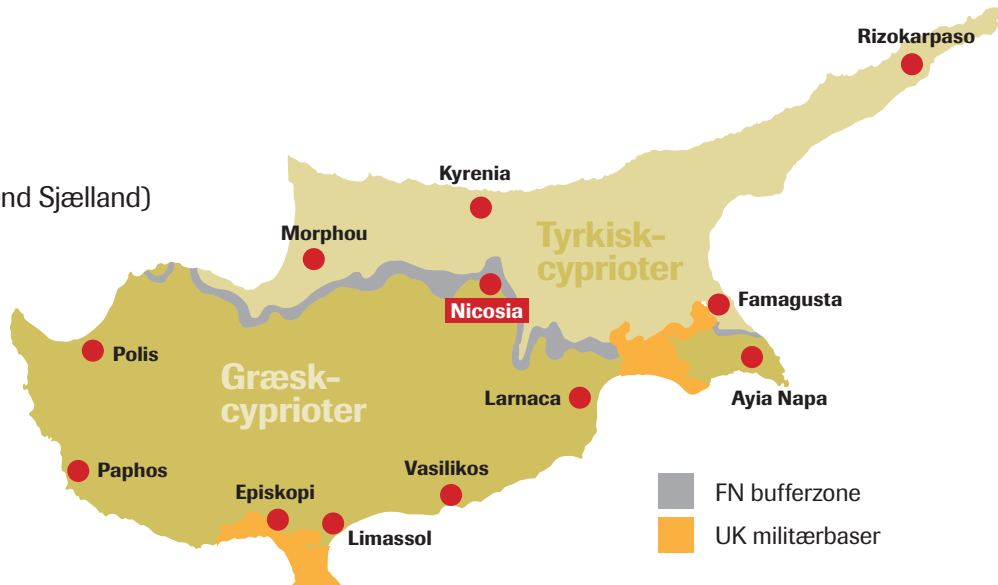 Rizokarpaso
Kyrenia
nd Sjælland)
Morphou
Tyrkisk-
cyprioter
Famagusta
Nicosia
Polis
Græsk-
cyprioter
Larnaca
Ayia Napa
Paphos
Vasilikos
Episkopi
Limassol
FN bufferzone
UK militærbaser